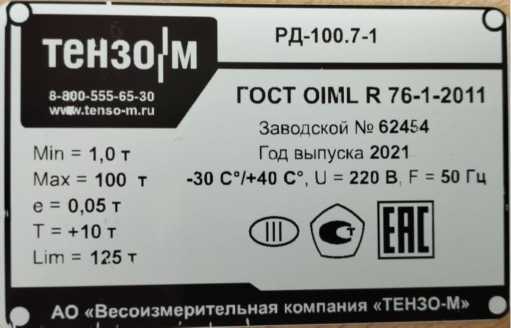 ТЕНЗО-М
8-800-555-65-30
www.tenso-m.ru
РД-100.7-1
ГОСТ OIML R 76-1-2011
Заводской № 62454
Год выпуска 2021
-30 С°/+40 С°, U = 220 В, F = 50 Гц
Min = 1,0 т
Max = 100 т
e = 0,05 т
T = +10 т
Lim = 125 т
III
EAC
АО «Весоизмерительная компания «ТЕНЗО-М»